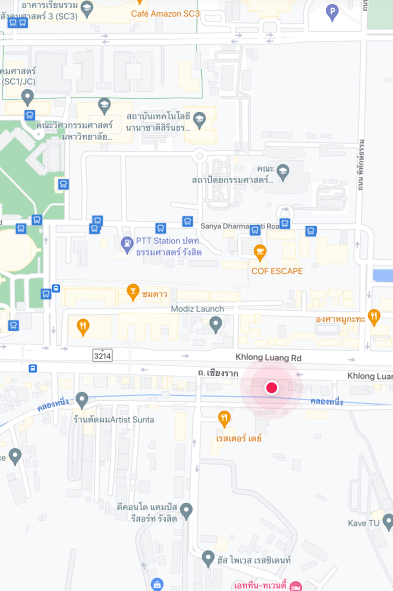 อาคารเรียนรวม
สังคมศาสตร์ 3 (SC3)
Café Amazon SC3
P
คมศาสตร์
(SC1/JC)
สถาบันเทคโนโลยี
นานาชาติสิรินธร...
คณะวิศวกรรมศาสตร์
มหาวิทยาลัย...
คณะ
สถาปัตยกรรมศาสตร์...
Sanya Dharmasakti Road
PTT Station ปตท.
ธรรมศาสตร์ รังสิต
COF ESCAPE
ชมดาว
Modiz Launch
องศาหมูกะทะ
3214
Khlong Luang Rd
ถ. เชียงราก
Khlong Luar
คลองหนึ่ง
คลองหนึ่ง
ร้านตัดผมArtist Sunta
เรสเตอร์ เดย์
ce
ดีคอนโด แคมปัส
รีสอร์ท รังสิต
Kave TU
ฮัส ไพเวส เรสซิเดนท์
เอททีน-ทเวนตี้